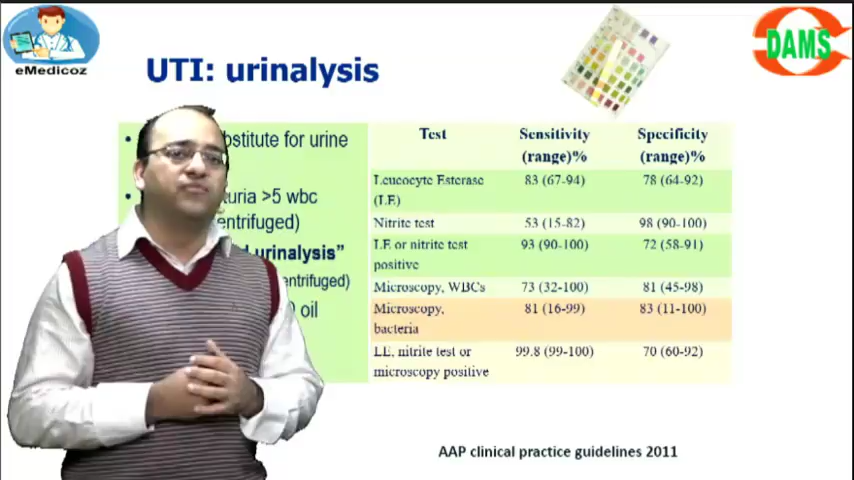 eMedicoz
DAMS
UTI: urinalysis
for urine
>5 wbc
urinalysis”
oil
Test Sensitivity Specificity
(range)% (range)%
Leucocyte Esterase 83 (67-94) 78 (64-92)
(LE)
Nitrite test 53 (15-82) 98 (90-100)
LE or nitrite test 93 (90-100) 72 (58-91)
positive
Microscopy, WBCs 73 (32-100) 81 (45-98)
Microscopy, 81 (16-99) 83 (11-100)
bacteria
LE, nitrite test or 99.8 (99-100) 70 (60-92)
microscopy positive
AAP clinical practice guidelines 2011